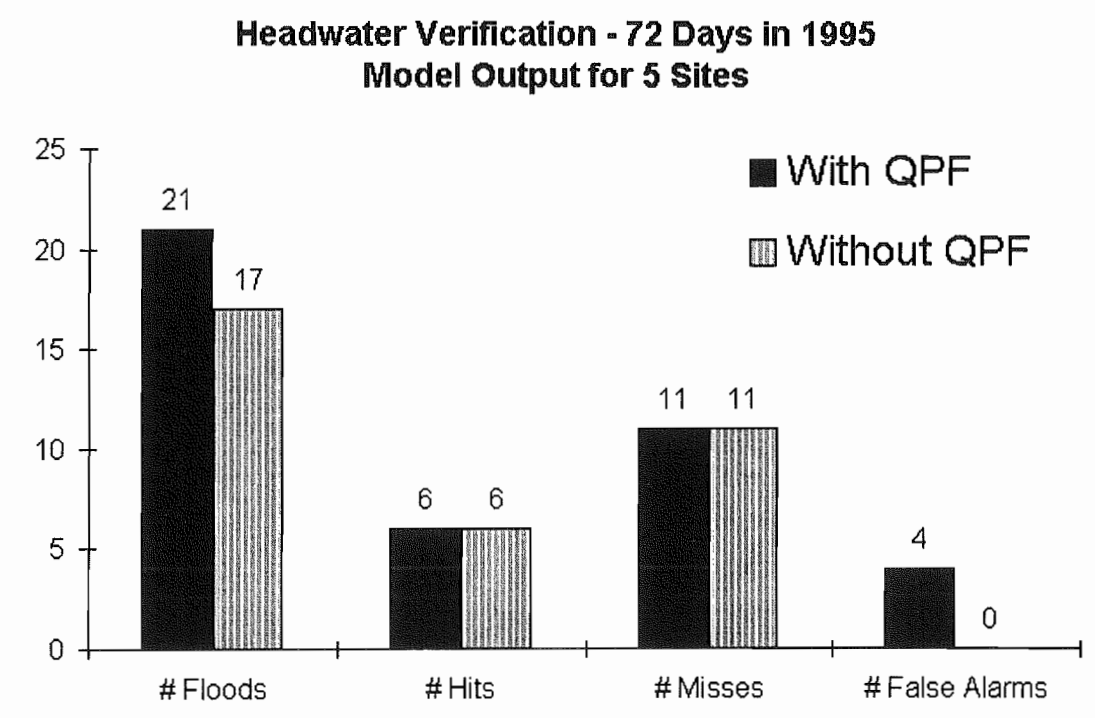 Headwater Verification - 72 Days in 1995
Model Output for 5 Sites
25
20
15
10
5
0
With QPF
Without QPF
21
17
6
6
11
11
4
0
# Floods
# Hits
# Misses
# False Alarms